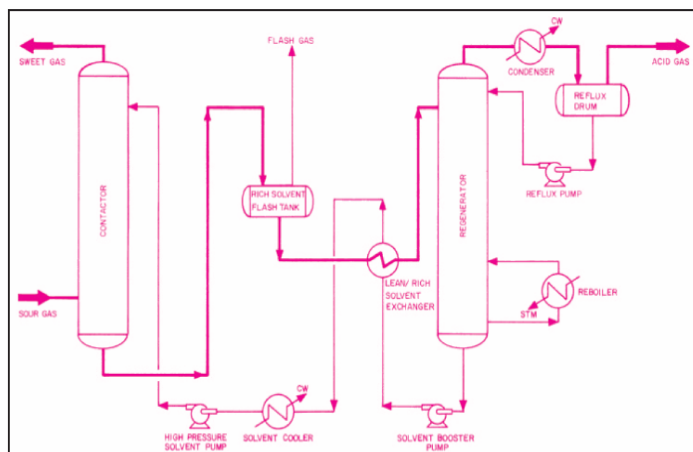 FLASH GAS
CW
SWEET GAS
CONDENSER
ACID GAS
REFLUX
DRUM
CONTACTOR
RICH SOLVENT
FLASH TANK
REFLUX PUMP
REGENERATOR
LEAN/RICH
SOLVENT
EXCHANGER
REBOILER
STM
SOUR GAS
CW
HIGH PRESSURE
SOLVENT PUMP
SOLVENT COOLER
SOLVENT BOOSTER
PUMP